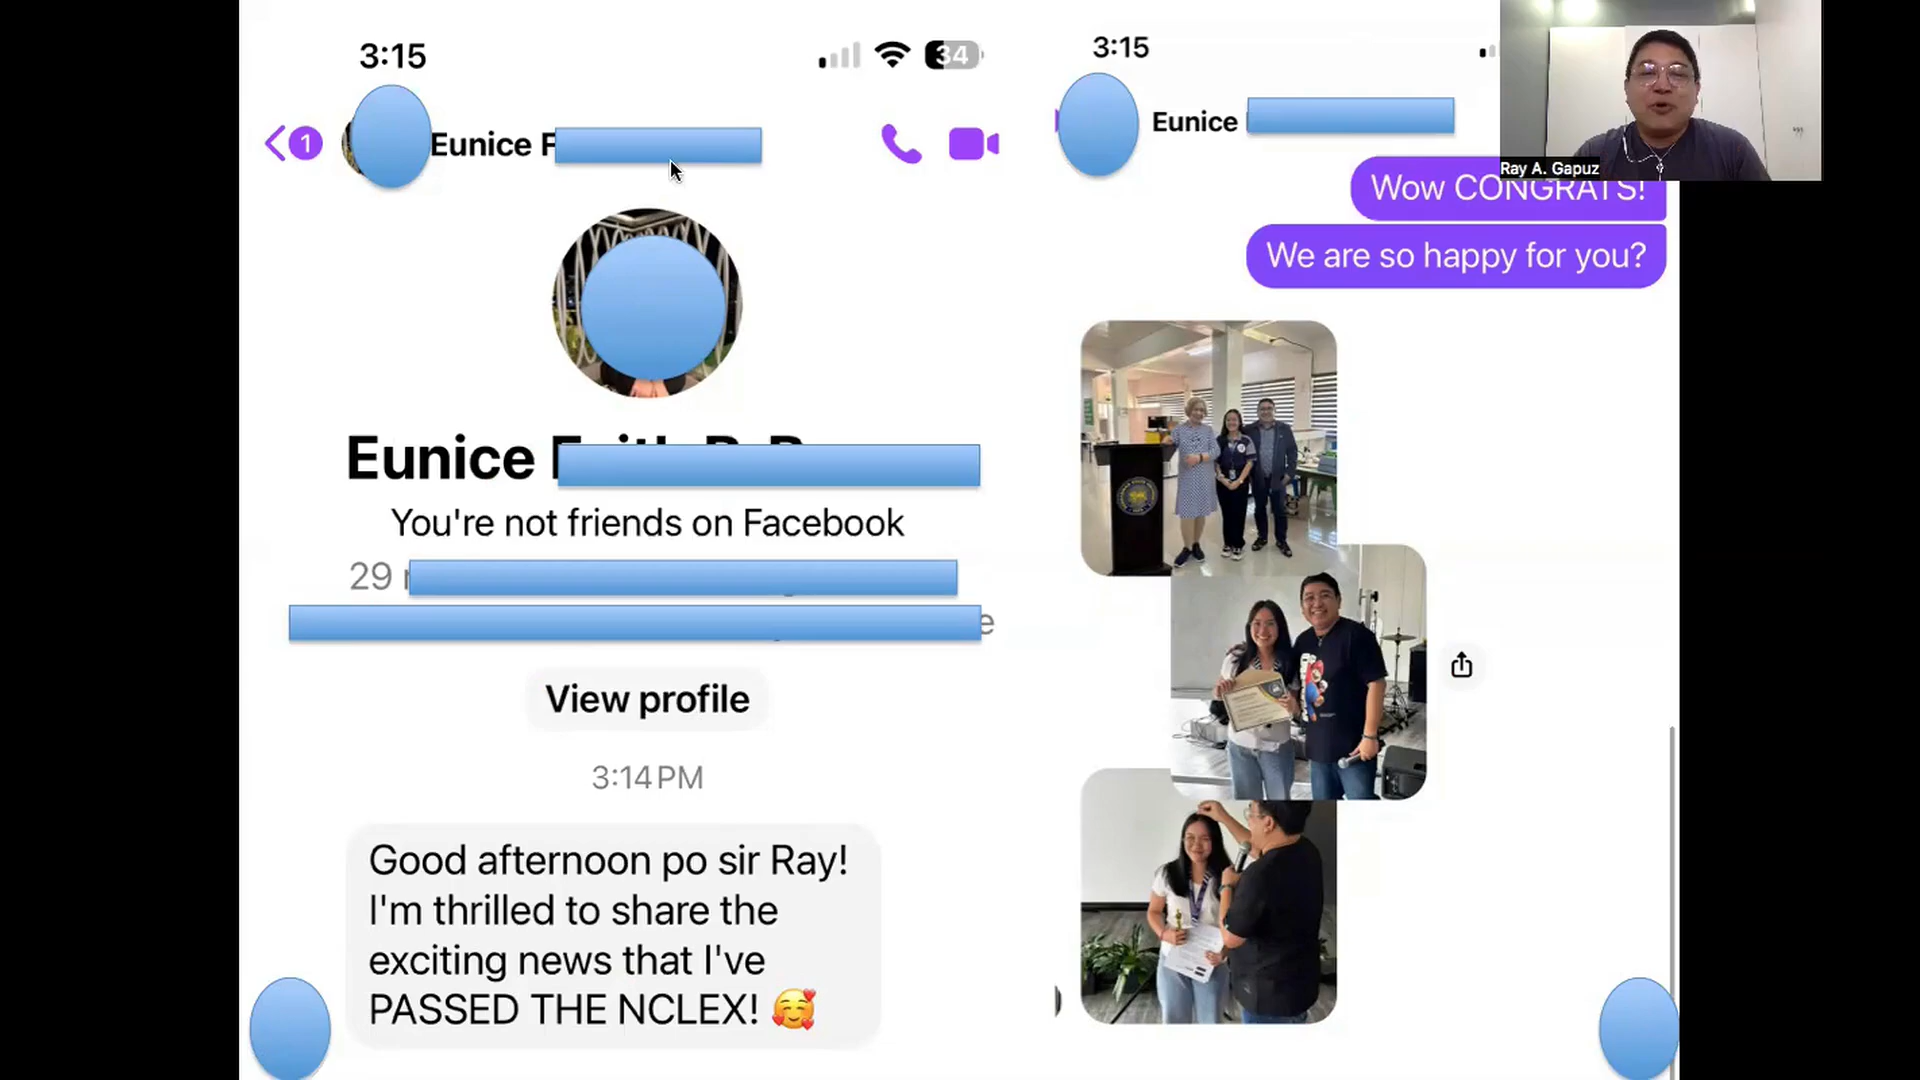 3:15
34
1
Eunice F
Eunice
You're not friends on Facebook
29
e
View profile
3:14 PM
Good afternoon po sir Ray!
I'm thrilled to share the
exciting news that I've
PASSED THE NCLEX! 🥰
3:15
Eunice
Ray A. Gapuz
Wow CONGRATS!
We are so happy for you?